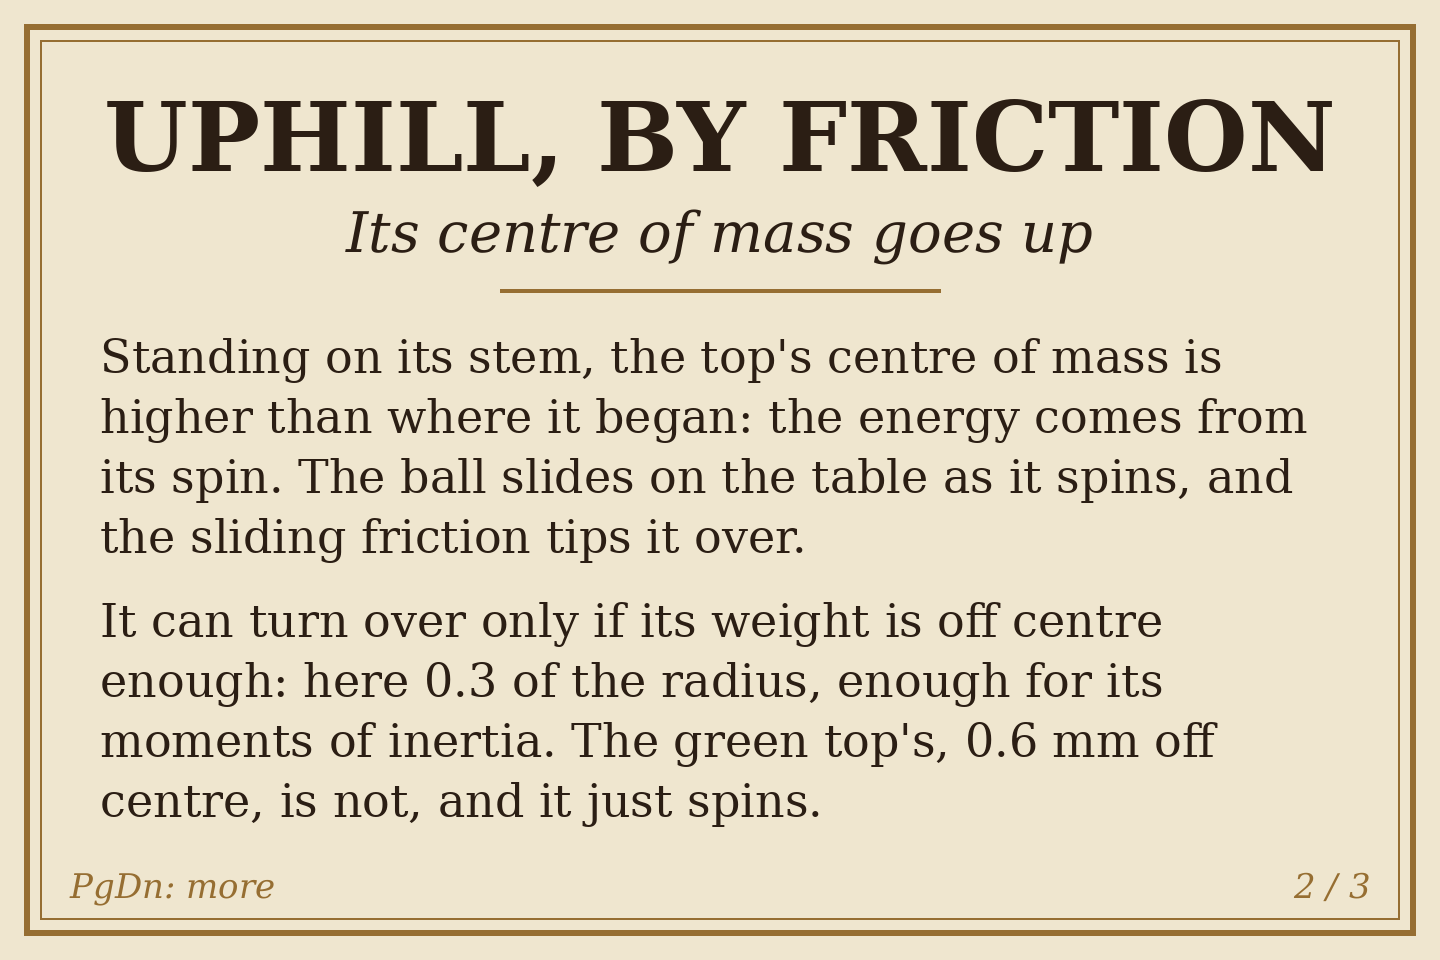 UPHILL, BY FRICTION
Its centre of mass goes up
Standing on its stem, the top's centre of mass is
higher than where it began: the energy comes from
its spin. The ball slides on the table as it spins, and
the sliding friction tips it over.
It can turn over only if its weight is off centre
enough: here 0.3 of the radius, enough for its
moments of inertia. The green top's, 0.6 mm off
centre, is not, and it just spins.
PgDn: more
2 / 3